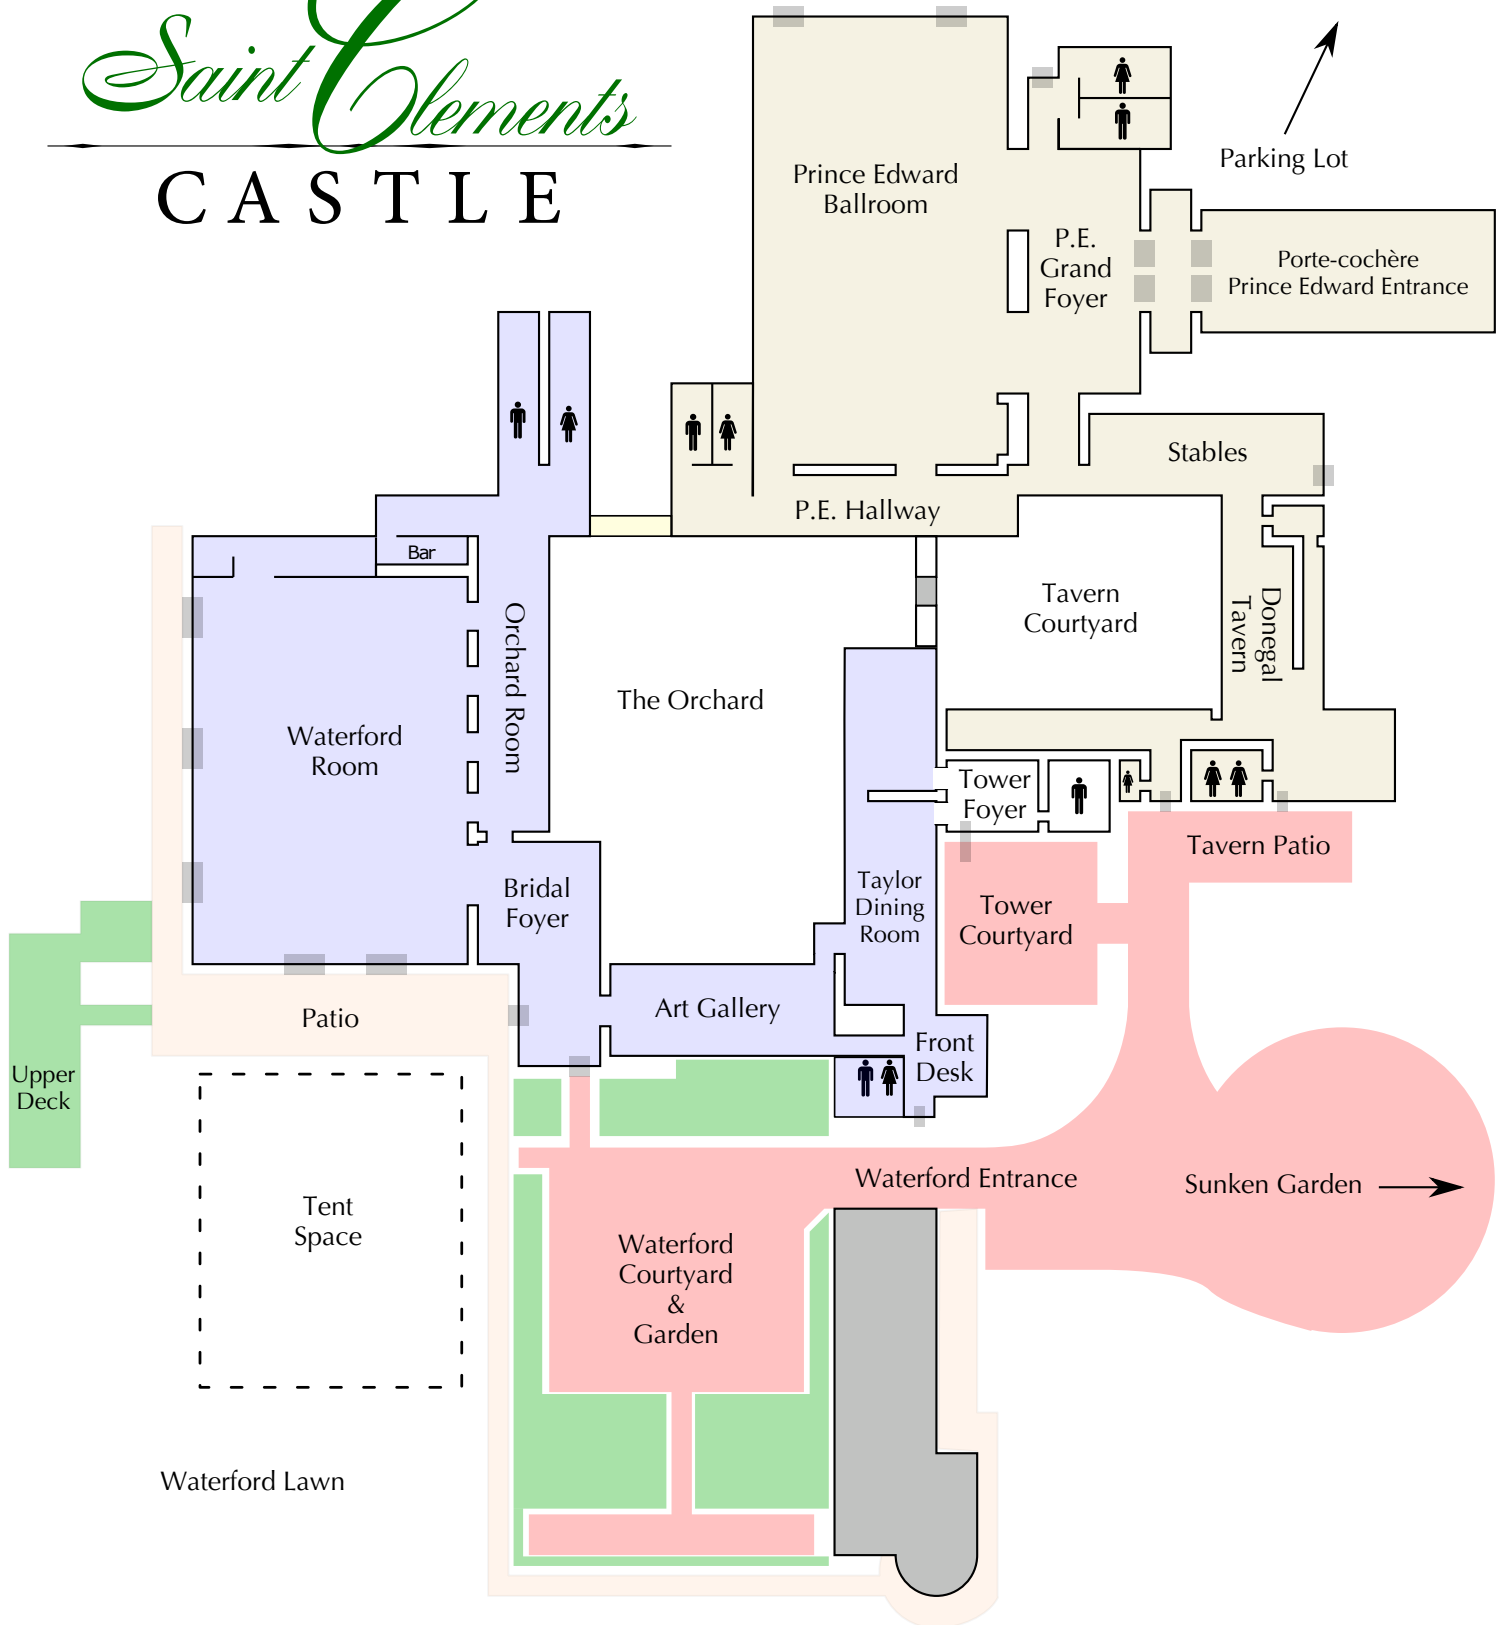 Saint Clement's
CASTLE
Parking Lot
Prince Edward
Ballroom
P.E.
Grand
Foyer
Porte-cochère
Prince Edward Entrance
Stables
P.E. Hallway
Bar
Orchard Room
Tavern
Courtyard
Donegal
Tavern
The Orchard
Waterford
Room
Tower
Foyer
Tavern Patio
Bridal
Foyer
Taylor
Dining
Room
Tower
Courtyard
Art Gallery
Patio
Front
Desk
Upper
Deck
Waterford Entrance
Sunken Garden
Tent
Space
Waterford
Courtyard
&
Garden
Waterford Lawn